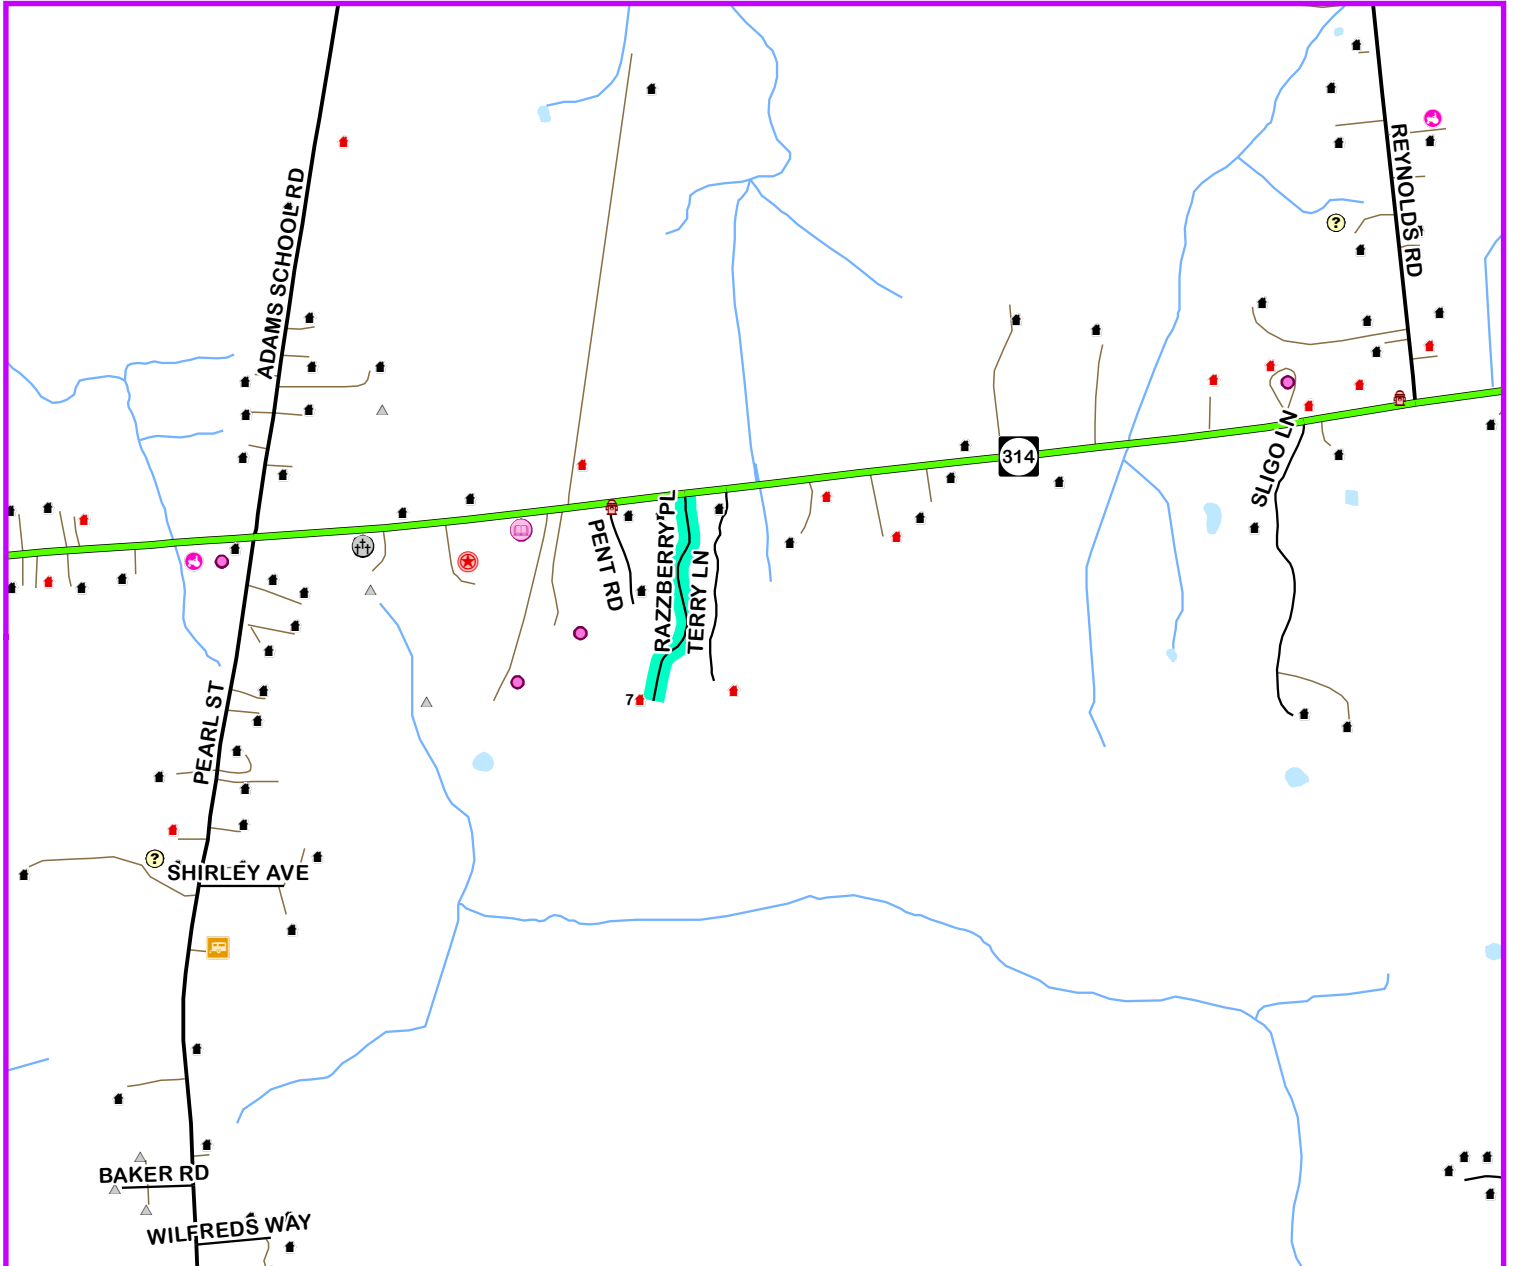 REYNOLDS RD
ADAMS SCHOOL RD
?
314
SLIGO LN
RAZZBERRY PL
PENT RD
TERRY LN
7
PEARL ST
?
SHIRLEY AVE
BAKER RD
WILFREDS WAY